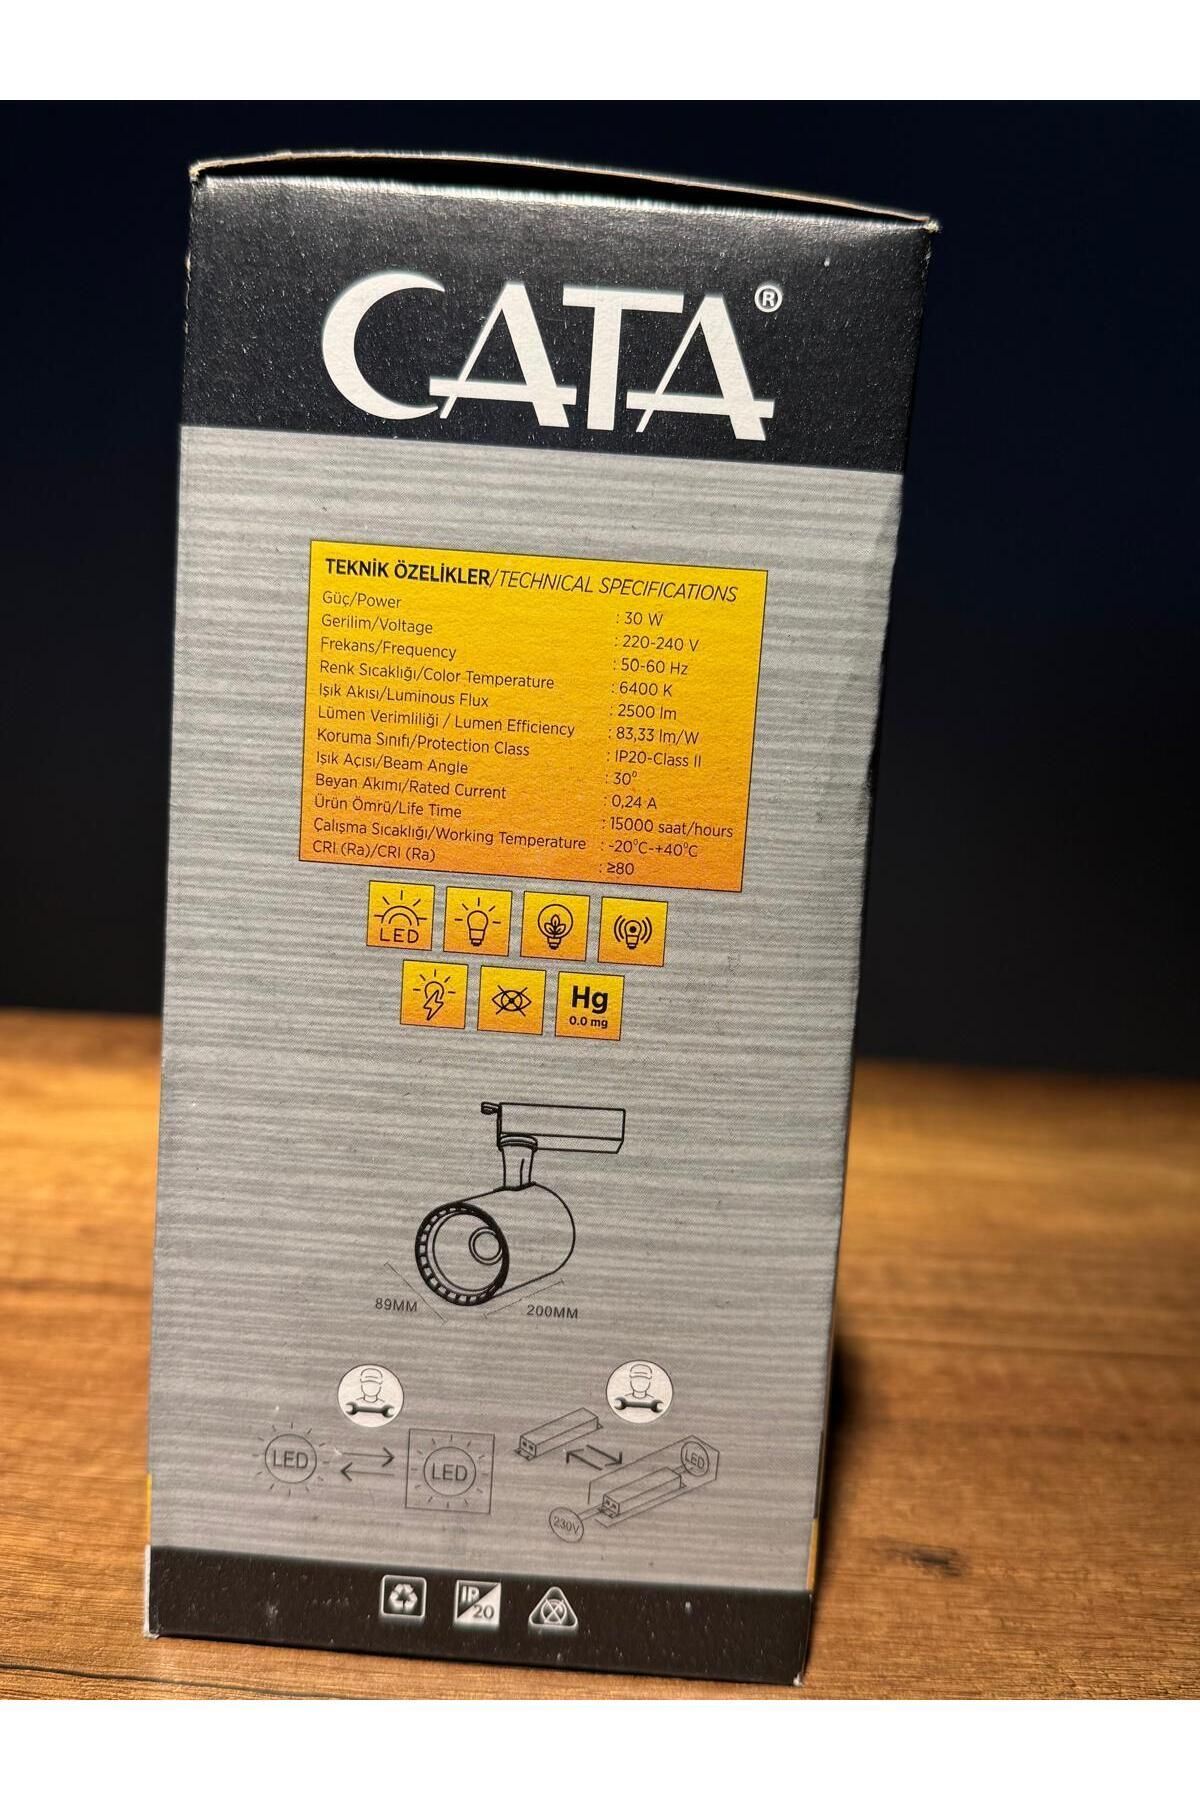 CATA®
TEKNİK ÖZELİKLER/TECHNICAL SPECIFICATIONS
Güç/Power : 30 W
Gerilim/Voltage : 220-240 V
Frekans/Frequency : 50-60 Hz
Renk Sıcaklığı/Color Temperature : 6400 K
Işık Akısı/Luminous Flux : 2500 lm
Lümen Verimliliği / Lumen Efficiency : 83,33 lm/W
Koruma Sınıfı/Protection Class : IP20-Class II
Işık Açısı/Beam Angle : 30°
Beyan Akımı/Rated Current : 0,24 A
Ürün Ömrü/Life Time : 15000 saat/hours
Çalışma Sıcaklığı/Working Temperature : -20°C-+40°C
CRI (Ra)/CRI (Ra) : ≥80
LED
Hg
0.0 mg
89MM
200MM
LED
LED
LED
230V
IP
20